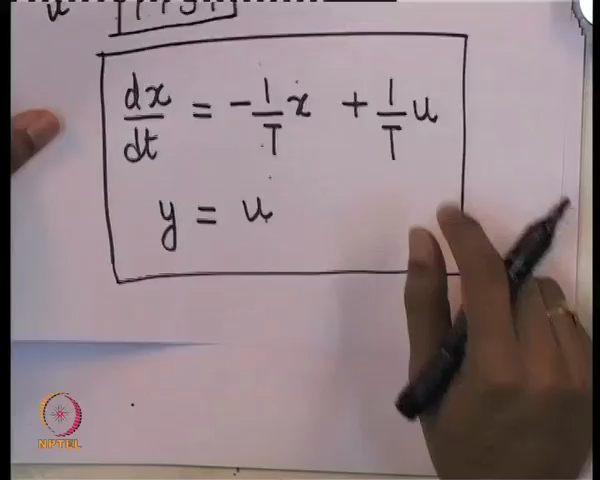 u
dx/dt = -1/T x + 1/T u
y = u
NPTEL